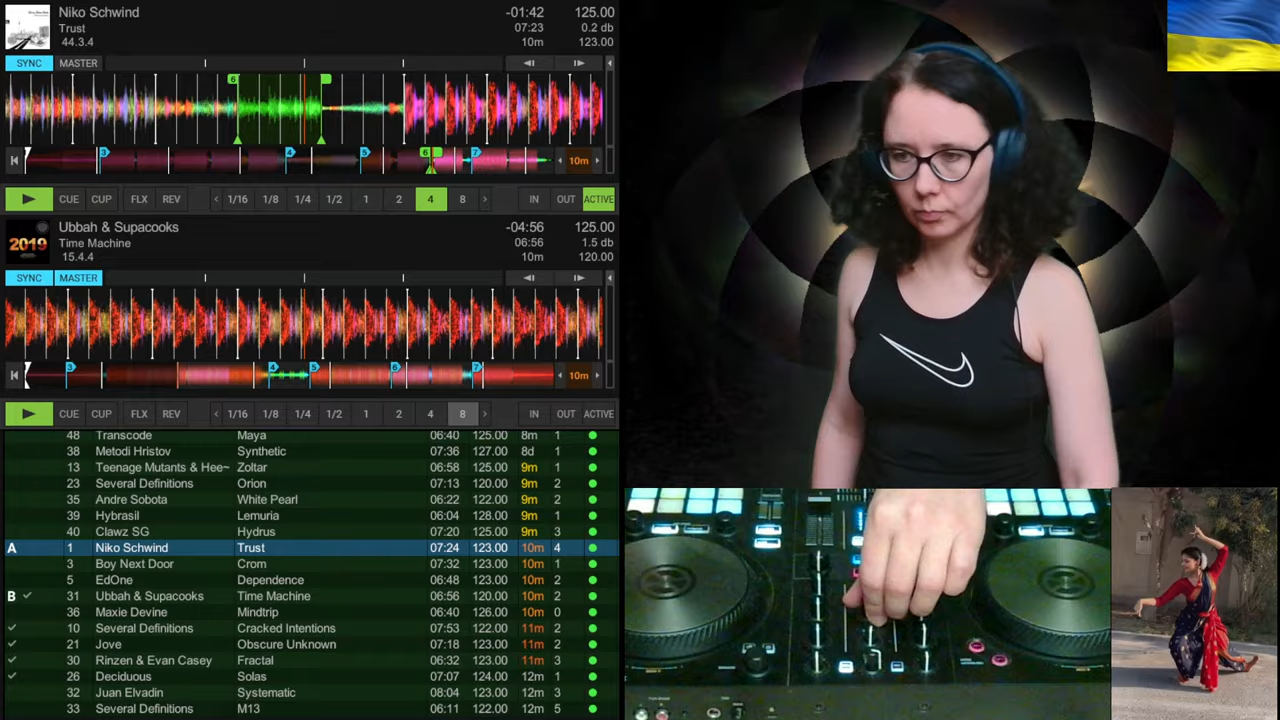 Niko Schwind -01:42 125.00
Trust 07:23 0.2 db
44.3.4 10m 123.00
SYNC MASTER
6
3 4 5 6 7 10m
CUE CUP FLX REV 1/16 1/8 1/4 1/2 1 2 4 8 IN OUT ACTIVE
Ubbah & Supacooks -04:56 125.00
2019 Time Machine 06:56 1.5 db
15.4.4 10m 120.00
SYNC MASTER
3 4 5 6 7 10m
CUE CUP FLX REV 1/16 1/8 1/4 1/2 1 2 4 8 IN OUT ACTIVE
48 Transcode Maya 06:40 125.00 8m 1
38 Metodi Hristov Synthetic 07:36 127.00 8d 1
13 Teenage Mutants & Hee~ Zoltar 06:58 125.00 9m 1
23 Several Definitions Orion 07:13 120.00 9m 2
35 Andre Sobota White Pearl 06:22 122.00 9m 2
39 Hybrasil Lemuria 06:04 128.00 9m 1
40 Clawz SG Hydrus 07:20 125.00 9m 3
A 1 Niko Schwind Trust 07:24 123.00 10m 4
3 Boy Next Door Crom 07:32 123.00 10m 1
5 EdOne Dependence 06:48 123.00 10m 2
B 31 Ubbah & Supacooks Time Machine 06:56 120.00 10m 2
36 Maxie Devine Mindtrip 06:40 126.00 10m 0
10 Several Definitions Cracked Intentions 07:53 122.00 11m 2
21 Jove Obscure Unknown 07:18 123.00 11m 2
30 Rinzen & Evan Casey Fractal 06:32 123.00 11m 3
26 Deciduous Solas 07:07 124.00 12m 1
32 Juan Elvadin Systematic 08:04 123.00 12m 3
33 Several Definitions M13 06:11 122.00 12m 5